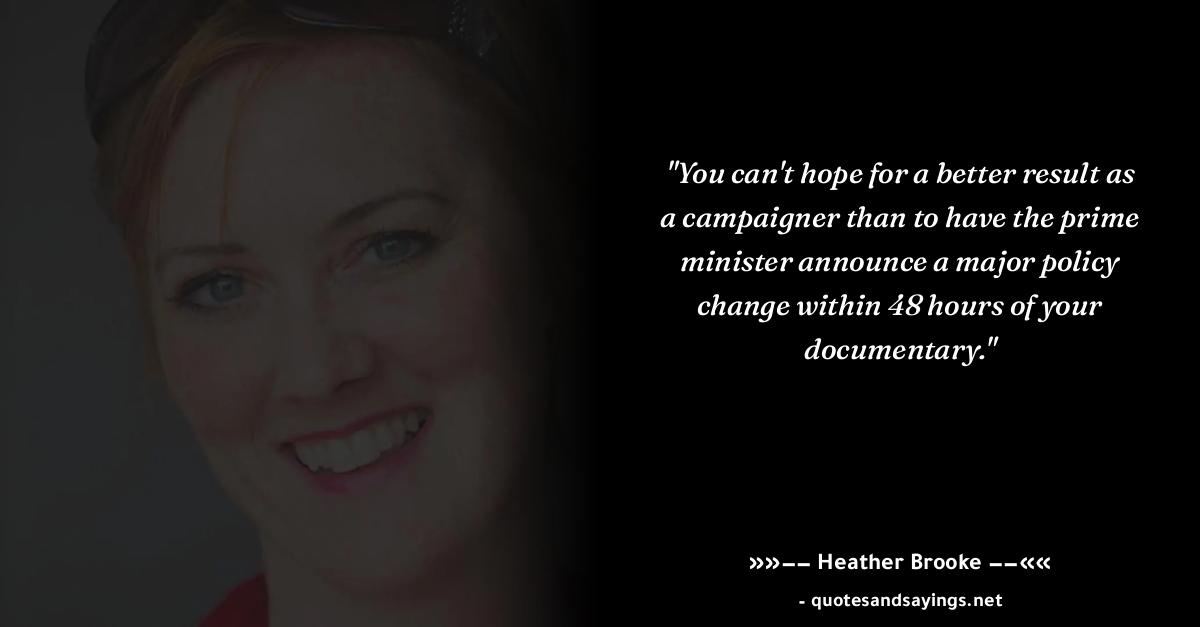 "You can't hope for a better result as
a campaigner than to have the prime
minister announce a major policy
change within 48 hours of your
documentary."
»»–– Heather Brooke ––««
- quotesandsayings.net